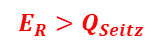 E_R > Q_Seitz